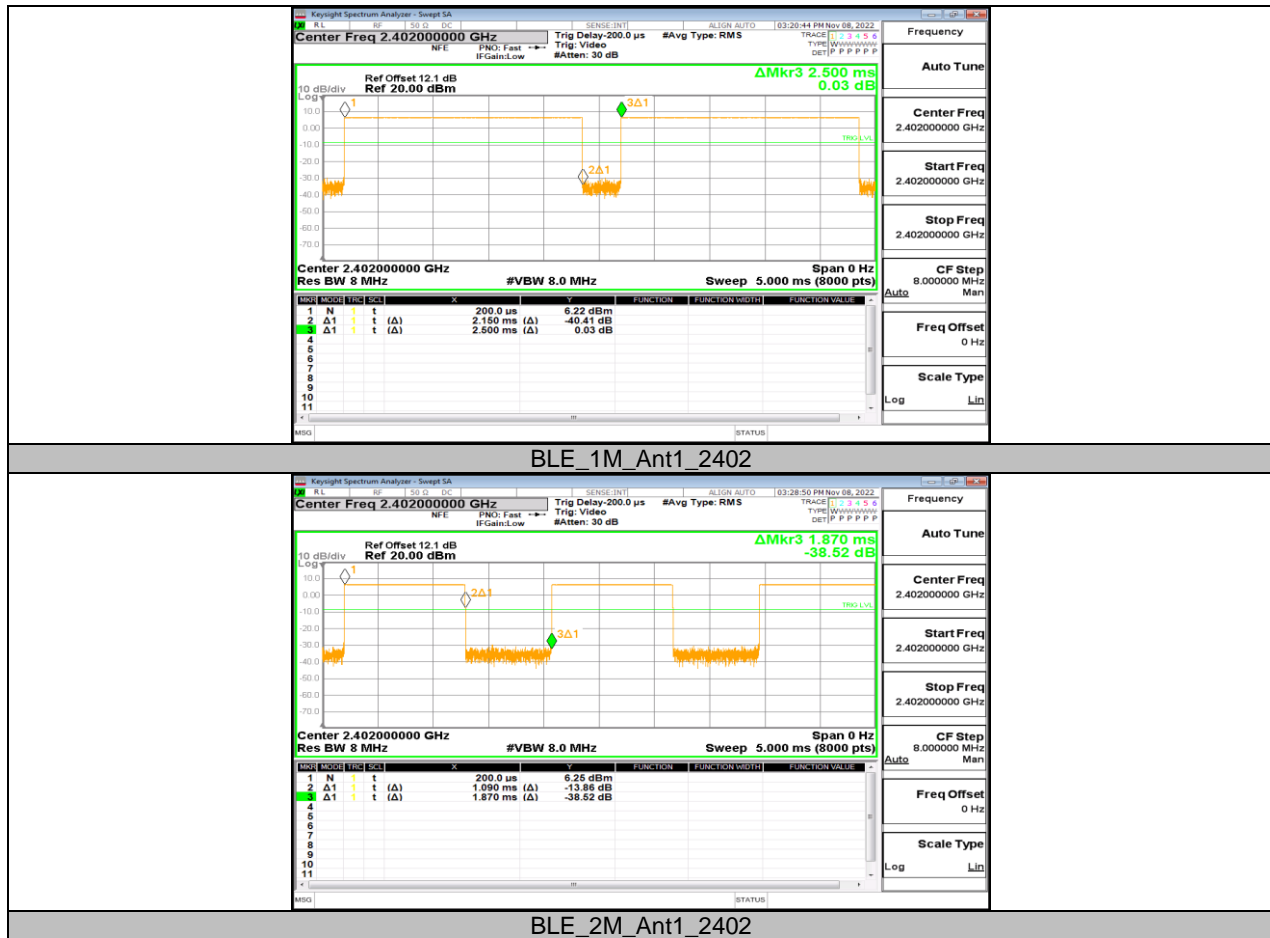 Keysight Spectrum Analyzer - Swept SA
RL RF 50 Ω DC SENSE:INT ALIGN AUTO 03:20:44 PM Nov 08, 2022
Center Freq 2.402000000 GHz
NFE PNO: Fast IFGain:Low
Trig Delay-200.0 µs #Avg Type: RMS
Trig: Video
#Atten: 30 dB
TRACE 1 2 3 4 5 6
TYPE WWWWWW
DET P P P P P P
Frequency
Auto Tune
Center Freq
2.402000000 GHz
Start Freq
2.402000000 GHz
Stop Freq
2.402000000 GHz
CF Step
8.000000 MHz
Auto Man
Freq Offset
0 Hz
Scale Type
Log Lin
ΔMkr3 2.500 ms
0.03 dB
Ref Offset 12.1 dB
10 dB/div Ref 20.00 dBm
Log
1
3Δ1
10.0
0.00
TRIG LVL
-10.0
-20.0
2Δ1
-30.0
-40.0
-50.0
-60.0
-70.0
Center 2.402000000 GHz Span 0 Hz
Res BW 8 MHz #VBW 8.0 MHz Sweep 5.000 ms (8000 pts)
MKR MODE TRC SCL X Y FUNCTION FUNCTION WIDTH FUNCTION VALUE
1 N 1 t 200.0 µs 6.22 dBm
2 Δ1 1 t (Δ) 2.150 ms (Δ) -40.41 dB
3 Δ1 1 t (Δ) 2.500 ms (Δ) 0.03 dB
4
5
6
7
8
9
10
11
MSG STATUS
BLE_1M_Ant1_2402
Keysight Spectrum Analyzer - Swept SA
RL RF 50 Ω DC SENSE:INT ALIGN AUTO 03:28:50 PM Nov 08, 2022
Center Freq 2.402000000 GHz
NFE PNO: Fast IFGain:Low
Trig Delay-200.0 µs #Avg Type: RMS
Trig: Video
#Atten: 30 dB
TRACE 1 2 3 4 5 6
TYPE WWWWWW
DET P P P P P P
Frequency
Auto Tune
Center Freq
2.402000000 GHz
Start Freq
2.402000000 GHz
Stop Freq
2.402000000 GHz
CF Step
8.000000 MHz
Auto Man
Freq Offset
0 Hz
Scale Type
Log Lin
ΔMkr3 1.870 ms
-38.52 dB
Ref Offset 12.1 dB
10 dB/div Ref 20.00 dBm
Log
1
10.0
2Δ1
0.00
TRIG LVL
-10.0
-20.0
3Δ1
-30.0
-40.0
-50.0
-60.0
-70.0
Center 2.402000000 GHz Span 0 Hz
Res BW 8 MHz #VBW 8.0 MHz Sweep 5.000 ms (8000 pts)
MKR MODE TRC SCL X Y FUNCTION FUNCTION WIDTH FUNCTION VALUE
1 N 1 t 200.0 µs 6.25 dBm
2 Δ1 1 t (Δ) 1.090 ms (Δ) -13.86 dB
3 Δ1 1 t (Δ) 1.870 ms (Δ) -38.52 dB
4
5
6
7
8
9
10
11
MSG STATUS
BLE_2M_Ant1_2402